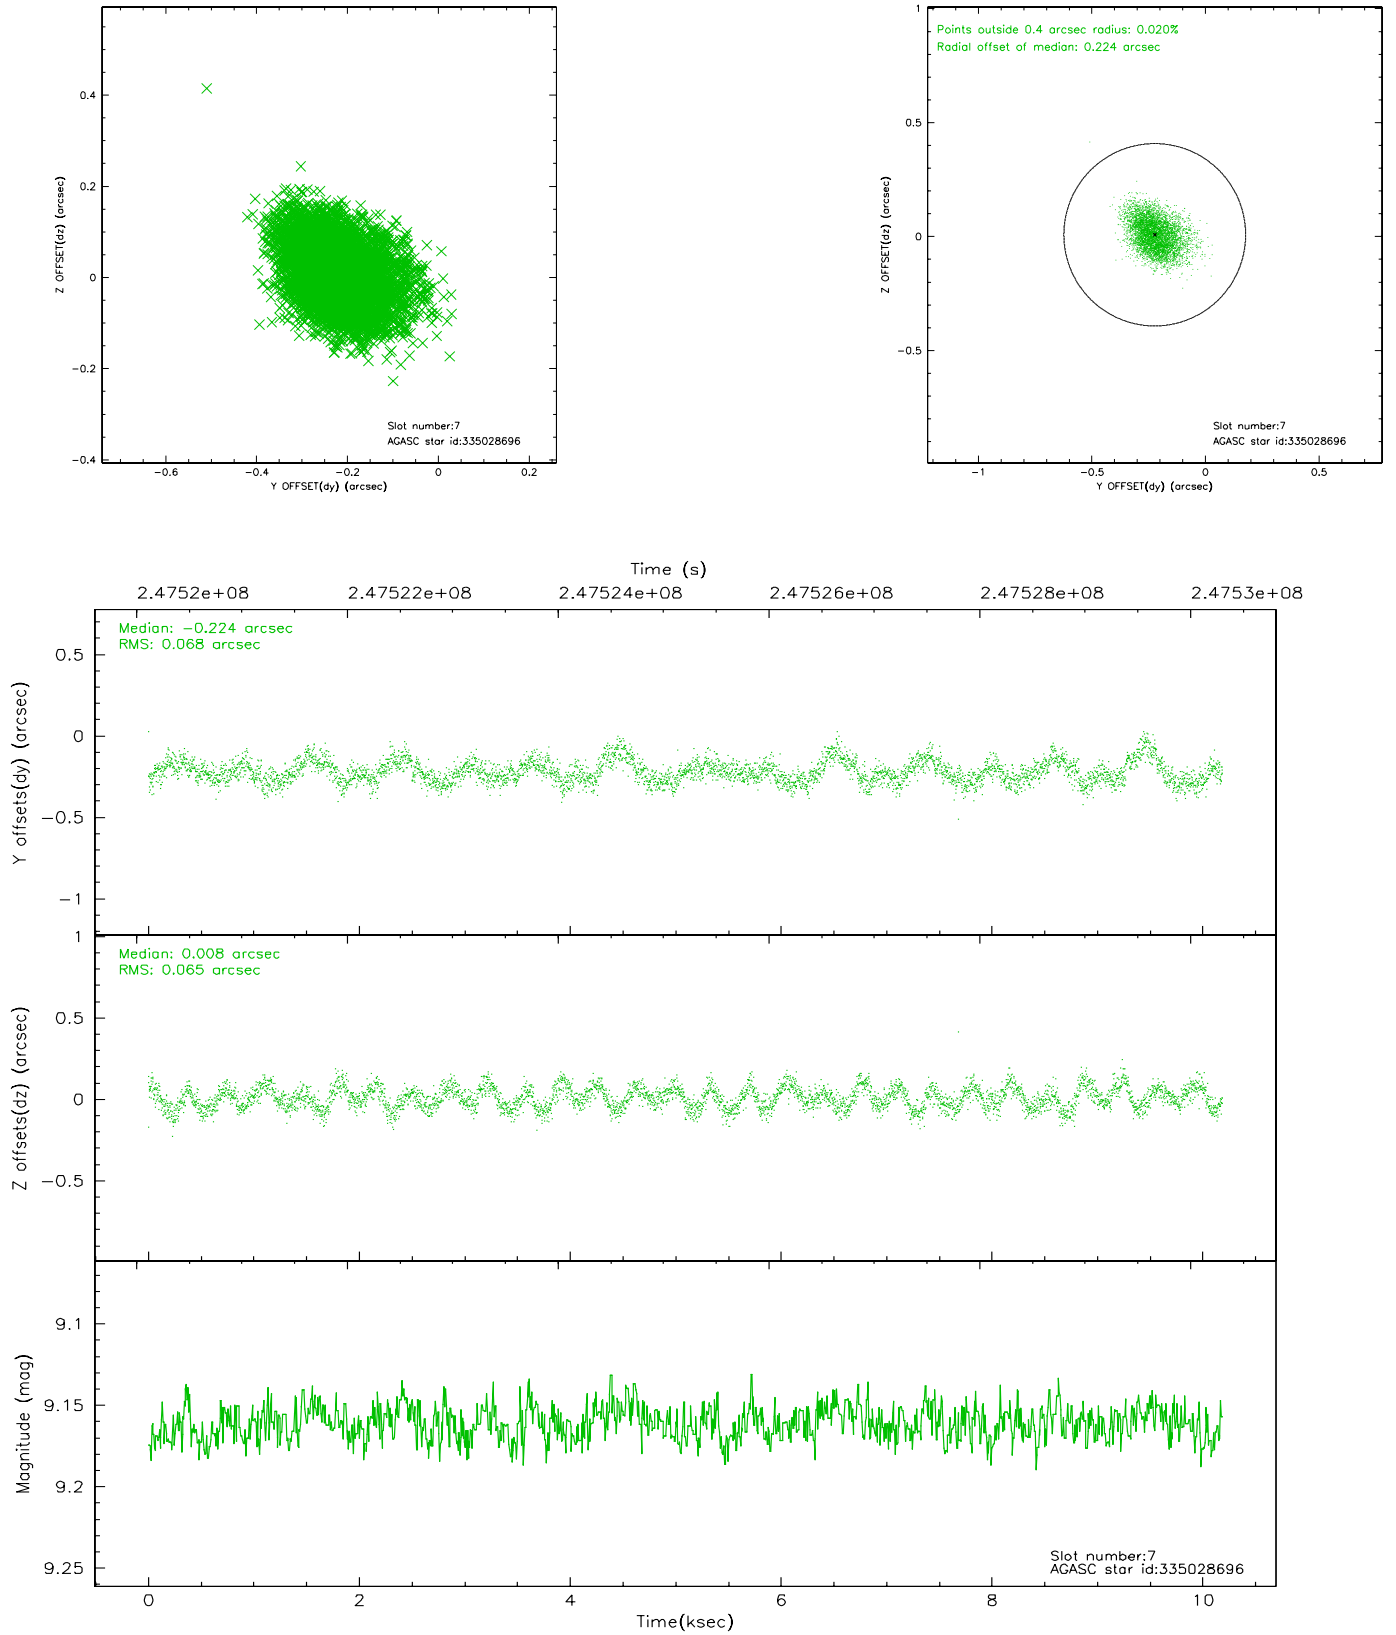 0.4
0.2
0
−0.2
−0.4
Z OFFSET(dz) (arcsec)
Slot number:7
AGASC star id:335028696
−0.6 −0.4 −0.2 0 0.2
Y OFFSET(dy) (arcsec)
Points outside 0.4 arcsec radius: 0.020%
Radial offset of median: 0.224 arcsec
1
0.5
0
−0.5
Z OFFSET(dz) (arcsec)
Slot number:7
AGASC star id:335028696
−1 −0.5 0 0.5
Y OFFSET(dy) (arcsec)
Time (s)
2.4752e+08 2.47522e+08 2.47524e+08 2.47526e+08 2.47528e+08 2.4753e+08
Median: −0.224 arcsec
RMS: 0.068 arcsec
0.5
0
−0.5
−1
Y offsets(dy) (arcsec)
Median: 0.008 arcsec
RMS: 0.065 arcsec
1
0.5
0
−0.5
Z offsets(dz) (arcsec)
9.1
9.15
9.2
9.25
Magnitude (mag)
Slot number:7
AGASC star id:335028696
0 2 4 6 8 10
Time(ksec)